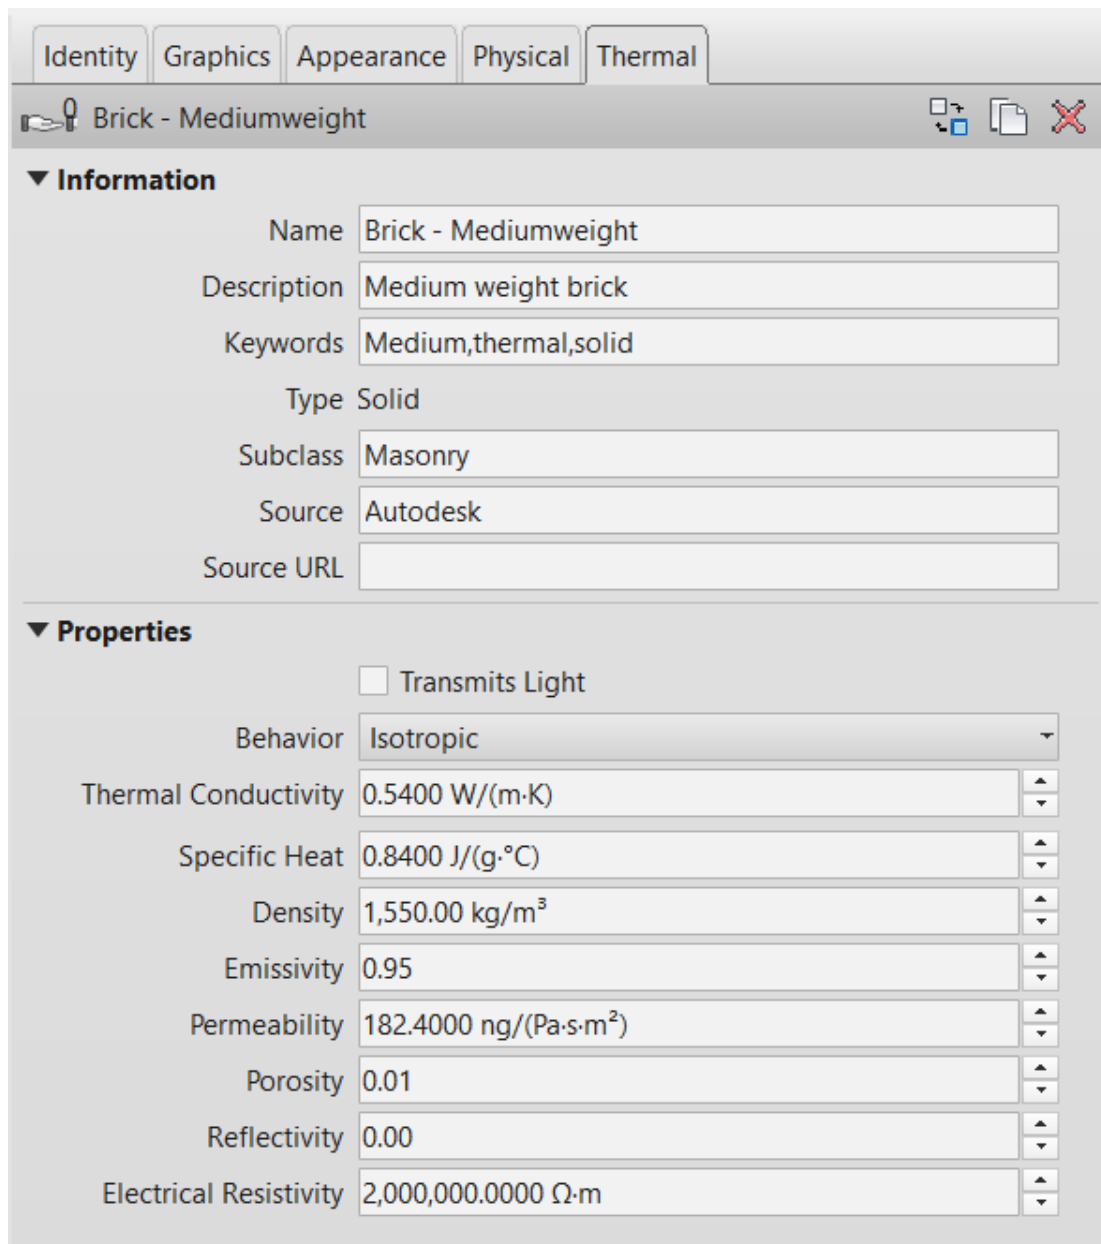 Identity Graphics Appearance Physical Thermal
Brick - Mediumweight
Information
Name Brick - Mediumweight
Description Medium weight brick
Keywords Medium,thermal,solid
Type Solid
Subclass Masonry
Source Autodesk
Source URL
Properties
Transmits Light
Behavior Isotropic
Thermal Conductivity 0.5400 W/(m·K)
Specific Heat 0.8400 J/(g·°C)
Density 1,550.00 kg/m³
Emissivity 0.95
Permeability 182.4000 ng/(Pa·s·m²)
Porosity 0.01
Reflectivity 0.00
Electrical Resistivity 2,000,000.0000 Ω·m